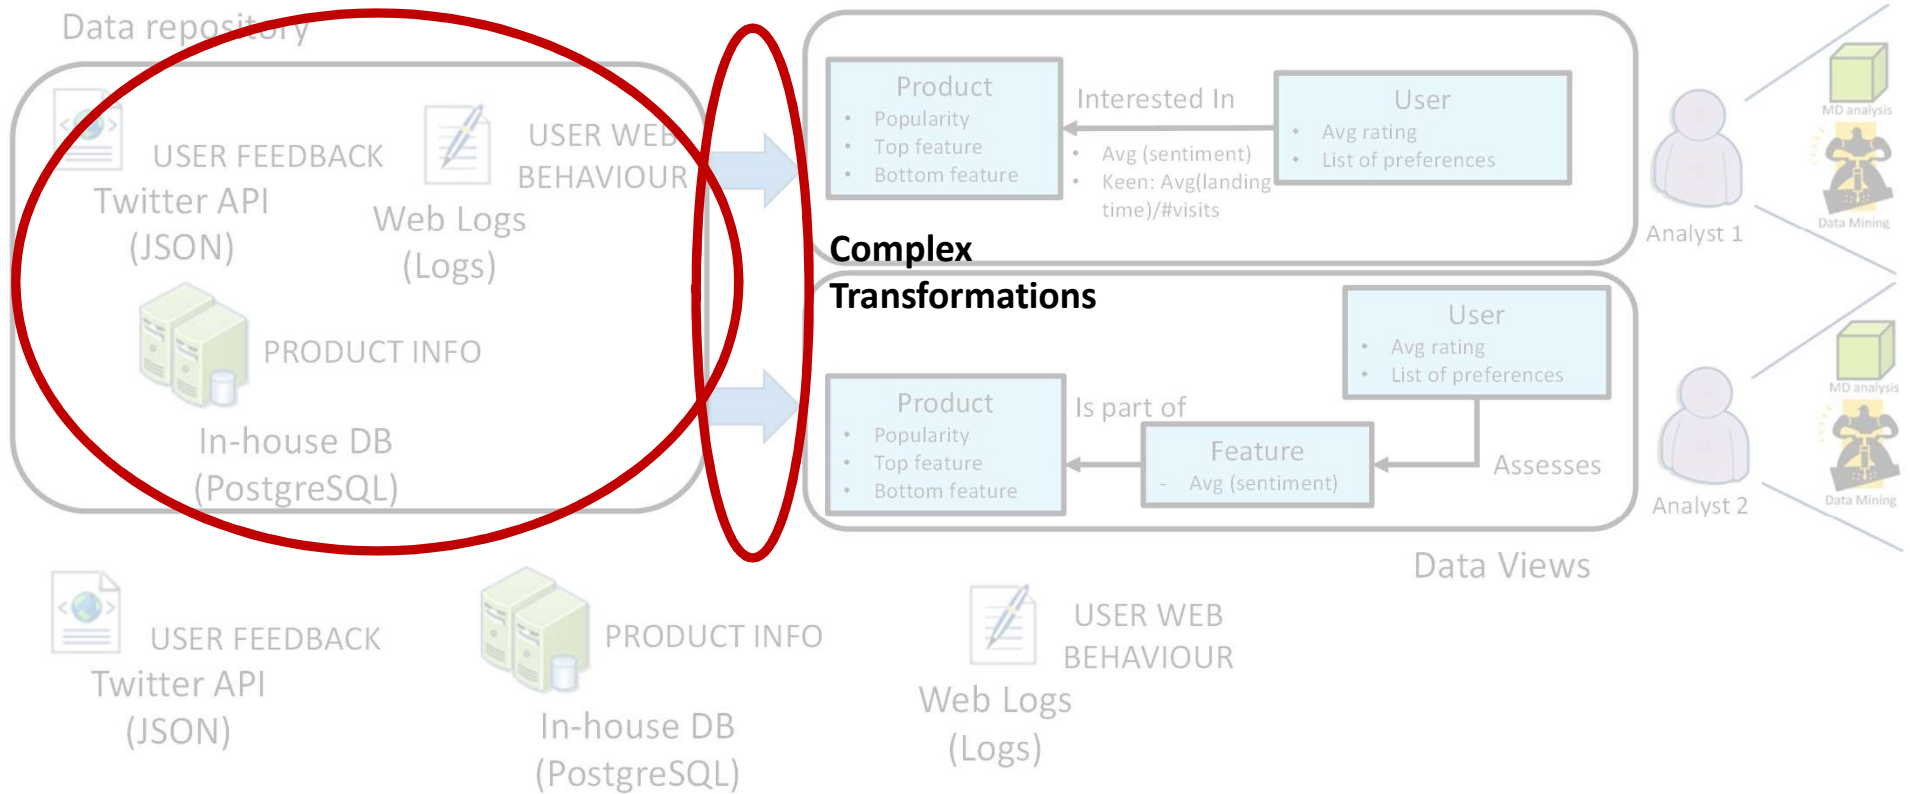 Data repository
USER FEEDBACK
Twitter API
(JSON)
USER WEB
BEHAVIOUR
Web Logs
(Logs)
PRODUCT INFO
In-house DB
(PostgreSQL)
Product
• Popularity
• Top feature
• Bottom feature
Interested In
• Avg (sentiment)
• Keen: Avg(landing
time)/#visits
User
• Avg rating
• List of preferences
Analyst 1
MD analysis
Data Mining
Complex
Transformations
Product
• Popularity
• Top feature
• Bottom feature
Is part of
Feature
- Avg (sentiment)
User
• Avg rating
• List of preferences
Assesses
Analyst 2
MD analysis
Data Mining
Data Views
USER FEEDBACK
Twitter API
(JSON)
PRODUCT INFO
In-house DB
(PostgreSQL)
USER WEB
BEHAVIOUR
Web Logs
(Logs)